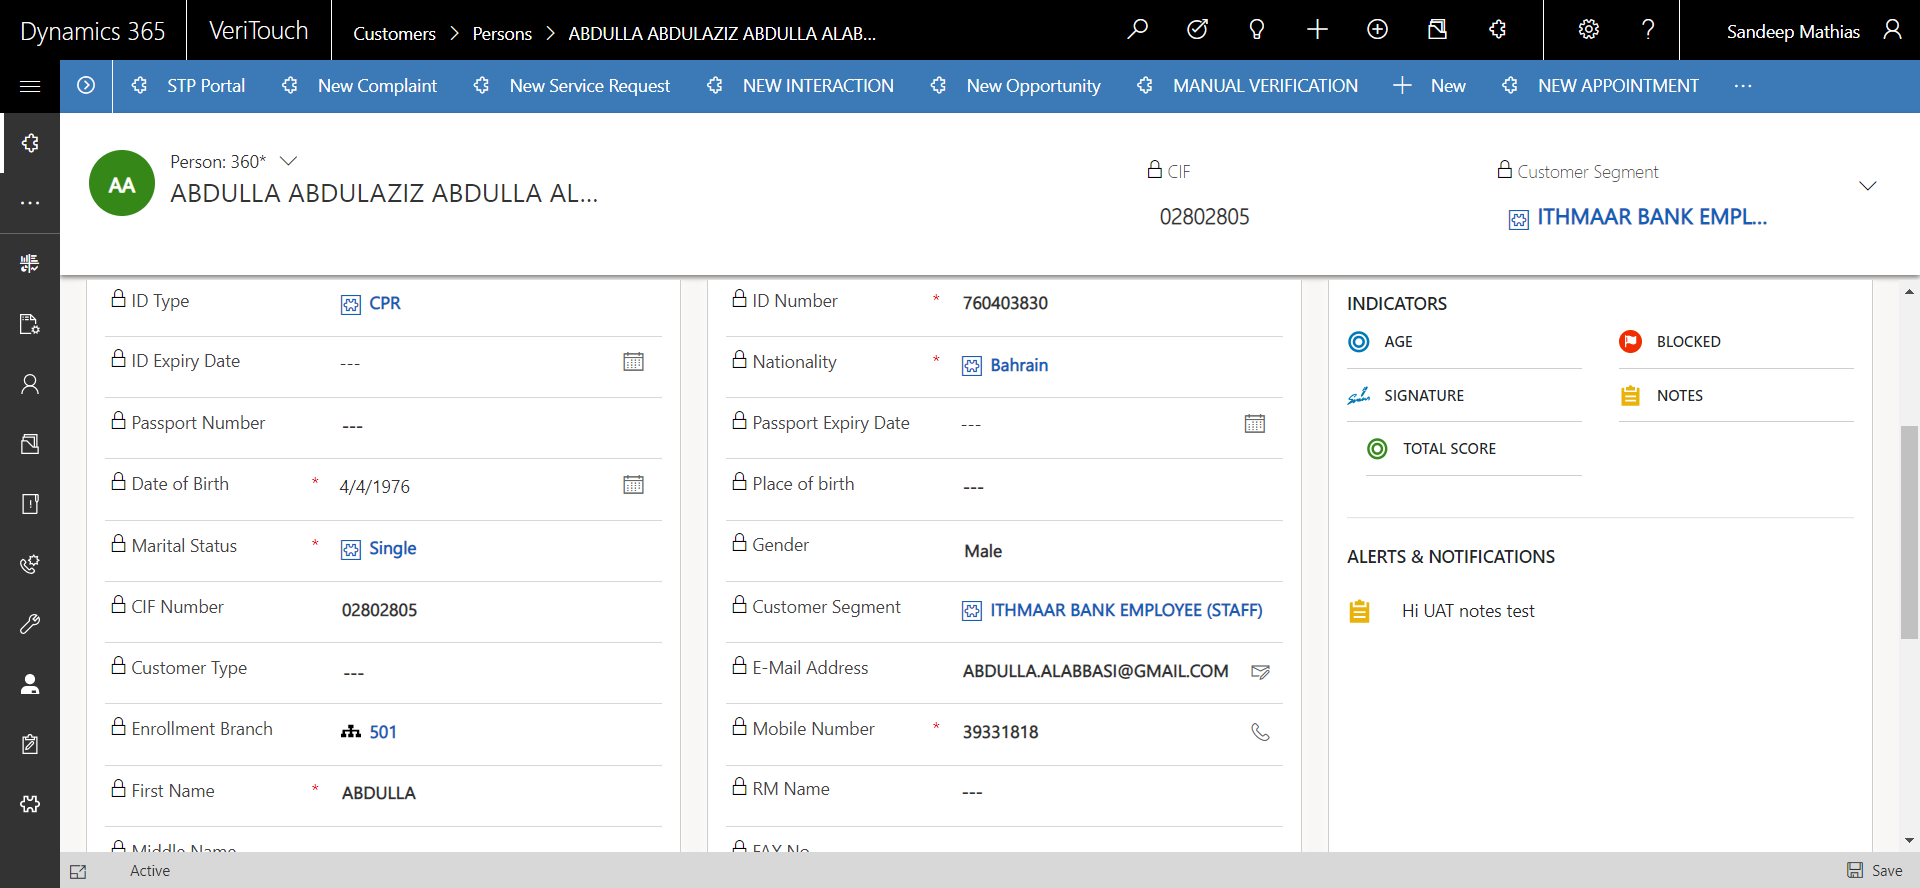 Dynamics 365
VeriTouch
Customers > Persons > ABDULLA ABDULAZIZ ABDULLA ALAB...
Sandeep Mathias
STP Portal
New Complaint
New Service Request
NEW INTERACTION
New Opportunity
MANUAL VERIFICATION
New
NEW APPOINTMENT
...
AA
Person: 360*
ABDULLA ABDULAZIZ ABDULLA AL...
CIF
02802805
Customer Segment
ITHMAAR BANK EMPL...
ID Type
CPR
ID Expiry Date
---
Passport Number
---
Date of Birth * 4/4/1976
Marital Status * Single
CIF Number
02802805
Customer Type
---
Enrollment Branch
501
First Name * ABDULLA
Middle Name
ID Number * 760403830
Nationality * Bahrain
Passport Expiry Date
---
Place of birth
---
Gender
Male
Customer Segment
ITHMAAR BANK EMPLOYEE (STAFF)
E-Mail Address
ABDULLA.ALABBASI@GMAIL.COM
Mobile Number * 39331818
RM Name
---
FAX No
INDICATORS
AGE
BLOCKED
SIGNATURE
NOTES
TOTAL SCORE
ALERTS & NOTIFICATIONS
Hi UAT notes test
Active
Save